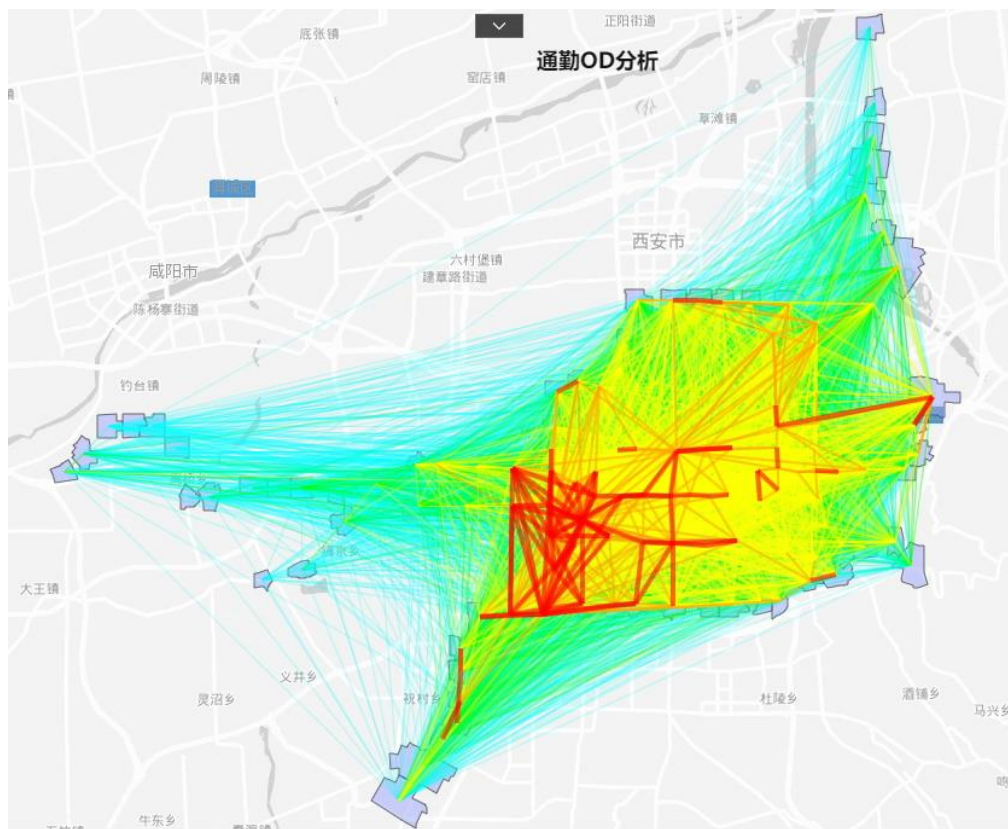 正阳街道
底张镇
通勤OD分析
周陵镇
窑店镇
草滩镇
西安市
六村堡镇
咸阳市
建章路街道
陈杨寨街道
钓台镇
大王镇
义井乡
灵沼乡
祝村乡
杜陵乡
酒铺乡
马兴乡
牛东乡